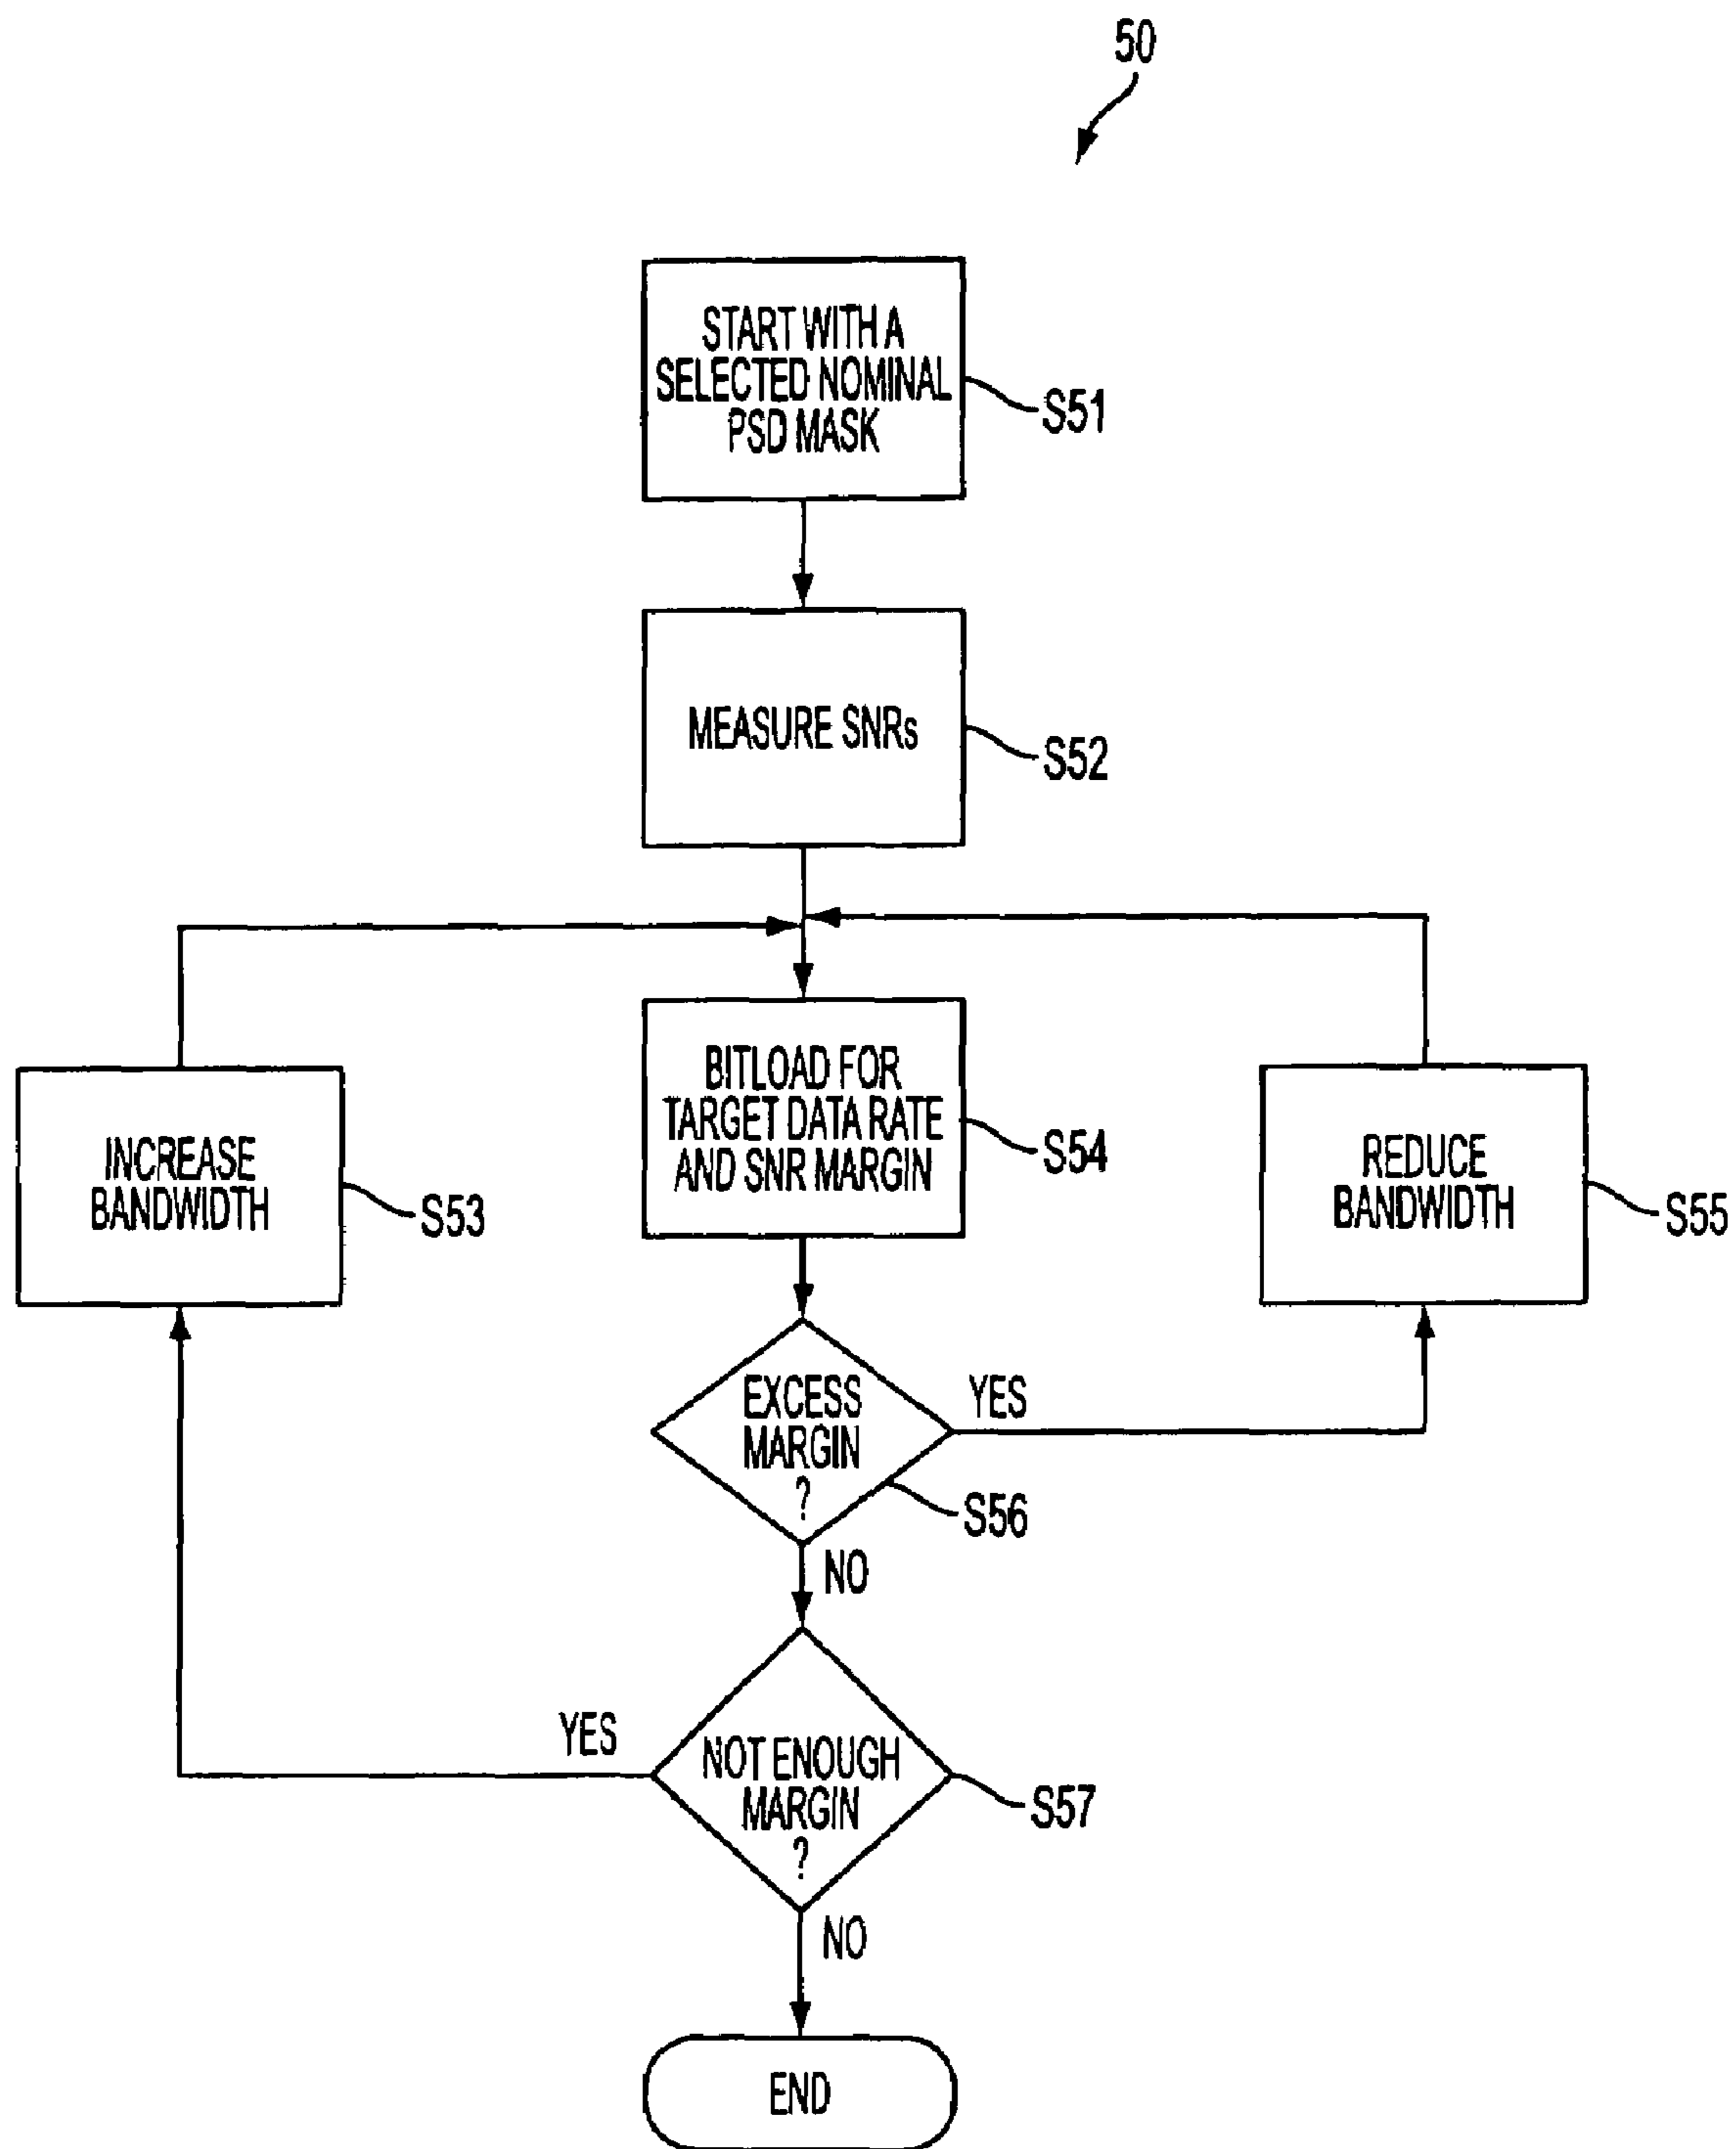 50
START WITH A
SELECTED NOMINAL
PSD MASK
S51
MEASURE SNRs
S52
INCREASE
BANDWIDTH
S53
BITLOAD FOR
TARGET DATA RATE
AND SNR MARGIN
S54
REDUCE
BANDWIDTH
S55
EXCESS
MARGIN
?
YES
S56
NO
YES
NOT ENOUGH
MARGIN
?
S57
NO
END